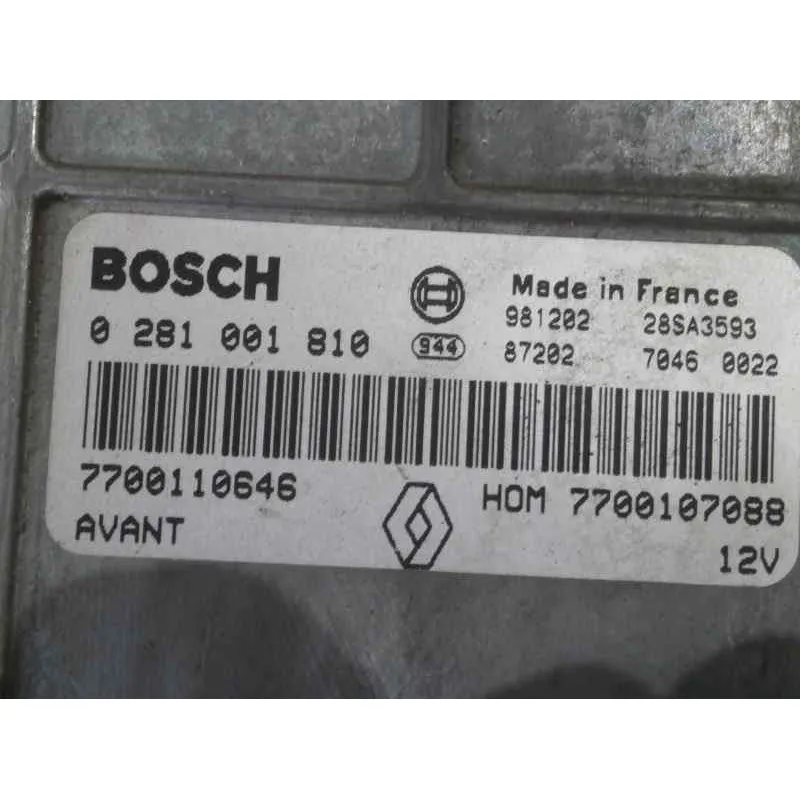 BOSCH
Made in France
0 281 001 810
944
981202 28SA3593
87202 7046 0022
7700110646
HOM 7700107088
AVANT
12V